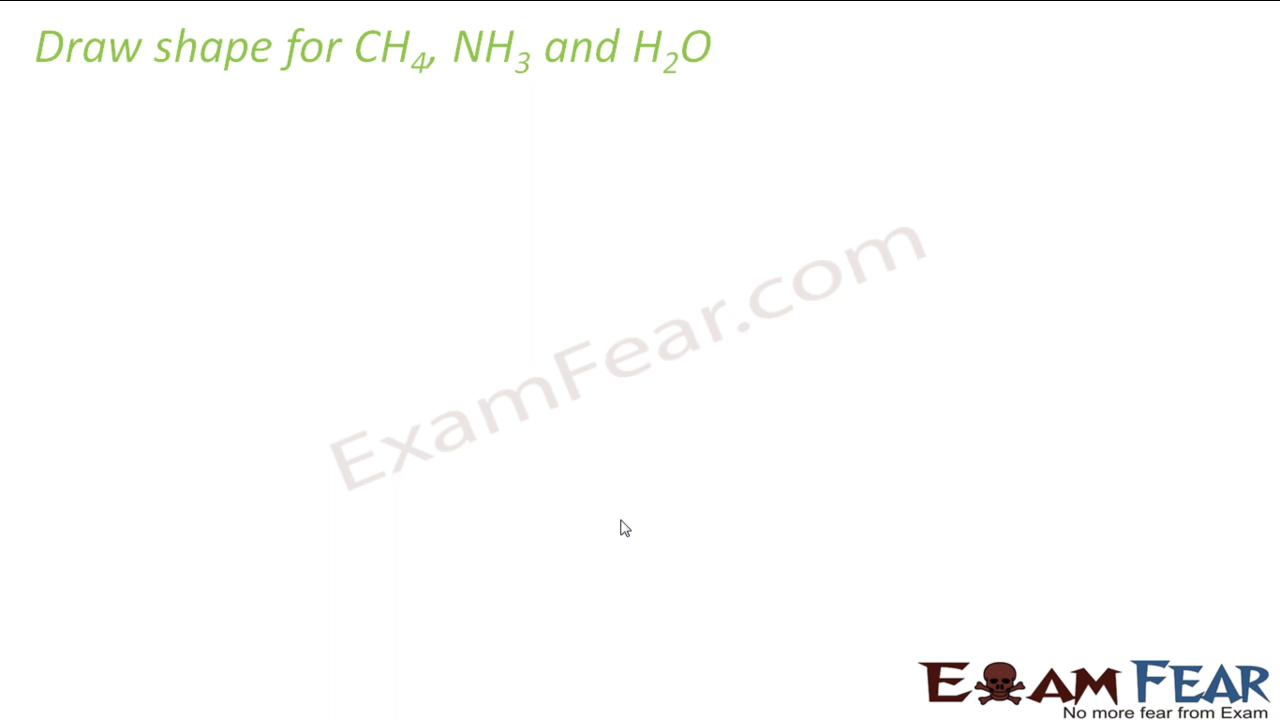 Draw shape for CH₄, NH₃ and H₂O
ExamFear.com
EXAM FEAR
No more fear from Exam